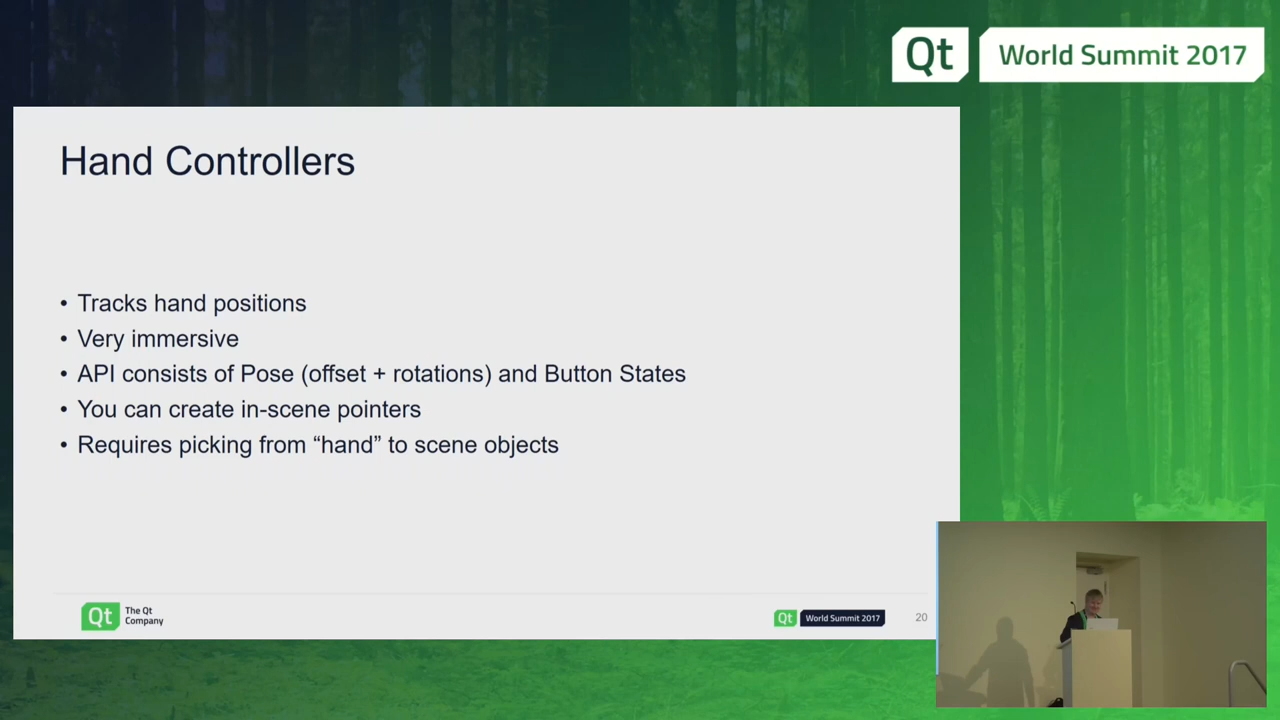 Qt World Summit 2017
Hand Controllers
• Tracks hand positions
• Very immersive
• API consists of Pose (offset + rotations) and Button States
• You can create in-scene pointers
• Requires picking from “hand” to scene objects
Qt The Qt
Company
Qt World Summit 2017 20